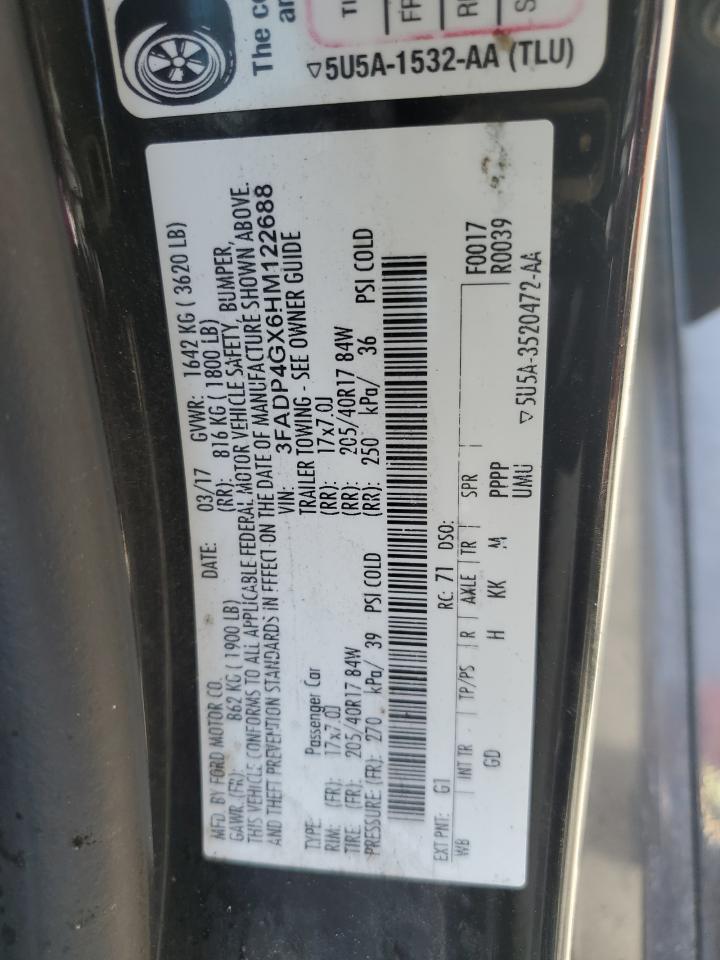 The co
an
TI
FR
RE
S
▽5U5A-1532-AA (TLU)
MFD. BY FORD MOTOR CO. DATE: 03/17 GVWR: 1642 KG ( 3620 LB)
GAWR (FR): 862 KG ( 1900 LB) (RR): 816 KG ( 1800 LB)
THIS VEHICLE CONFORMS TO ALL APPLICABLE FEDERAL MOTOR VEHICLE SAFETY, BUMPER,
AND THEFT PREVENTION STANDARDS IN EFFECT ON THE DATE OF MANUFACTURE SHOWN ABOVE.
VIN: 3FADP4GX6HM122688
TYPE: Passenger Car TRAILER TOWING - SEE OWNER GUIDE
RIM: (FR): 17x7.0J (RR): 17x7.0J
TIRE (FR): 205/40R17 84W (RR): 205/40R17 84W
PRESSURE (FR): 270 kPa/ 39 PSI COLD (RR): 250 kPa/ 36 PSI COLD
EXT PNT: G1 RC: 71 DSO: F0017
WB INT TR TP/PS R AXLE TR SPR R0039
GD H KK M PPPP
UMU ▽5U5A-3520472-AA